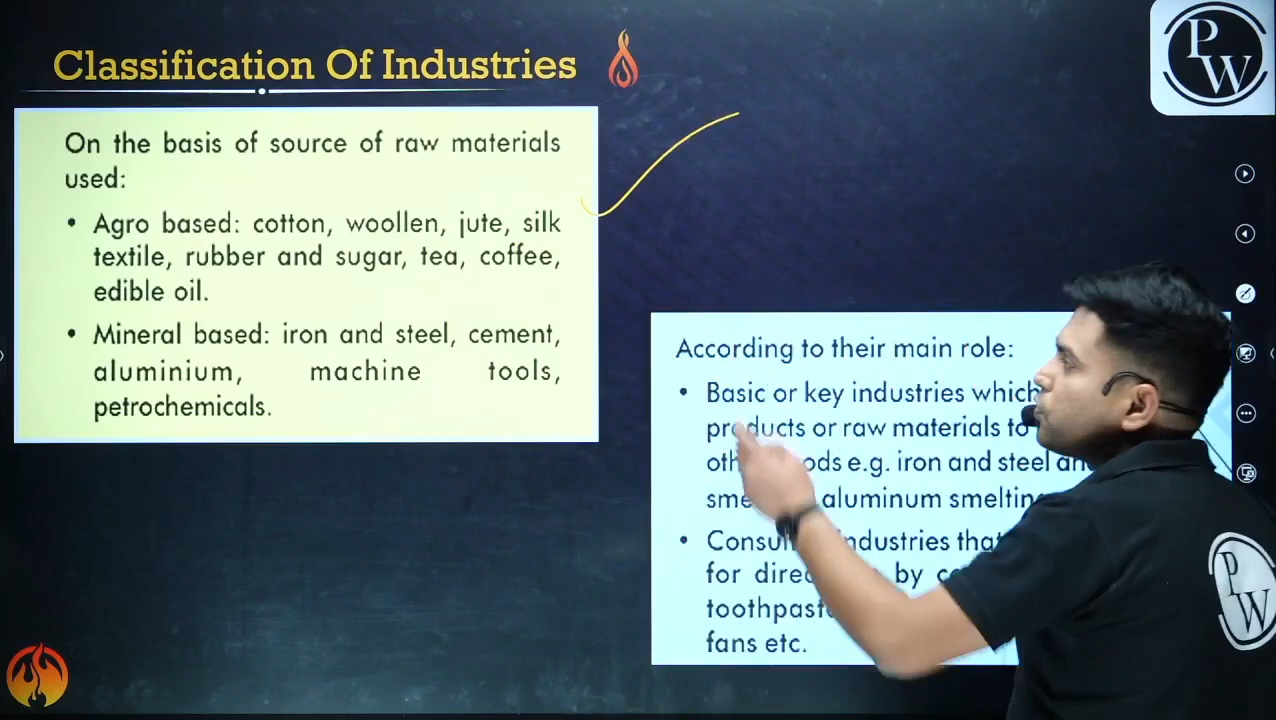 Classification Of Industries
PW
On the basis of source of raw materials
used:
• Agro based: cotton, woollen, jute, silk
textile, rubber and sugar, tea, coffee,
edible oil.
• Mineral based: iron and steel, cement,
aluminium, machine tools,
petrochemicals.
According to their main role:
• Basic or key industries which
products or raw materials to
e.g. iron and steel
aluminum smelting
• industries that
for by
fans etc.
PW